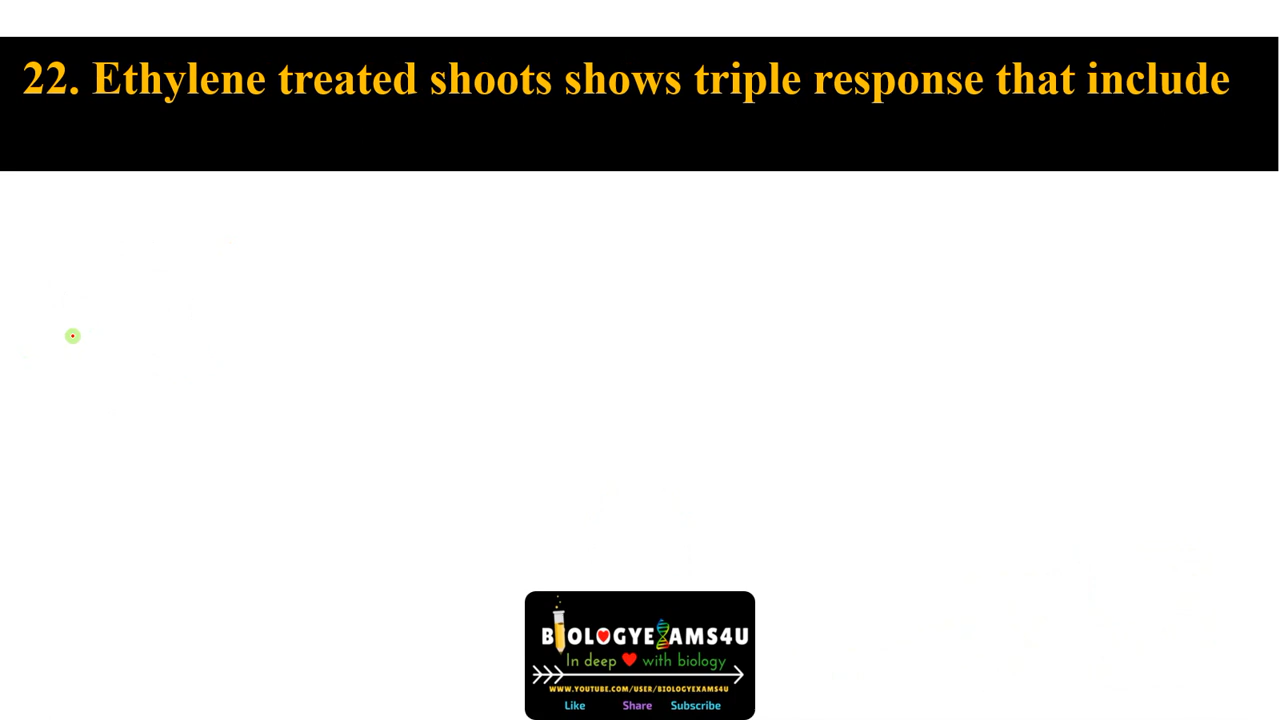 22. Ethylene treated shoots shows triple response that include
BIOLOGYEXAMS4U
In deep with biology
WWW.YOUTUBE.COM/USER/BIOLOGYEXAMS4U
Like Share Subscribe